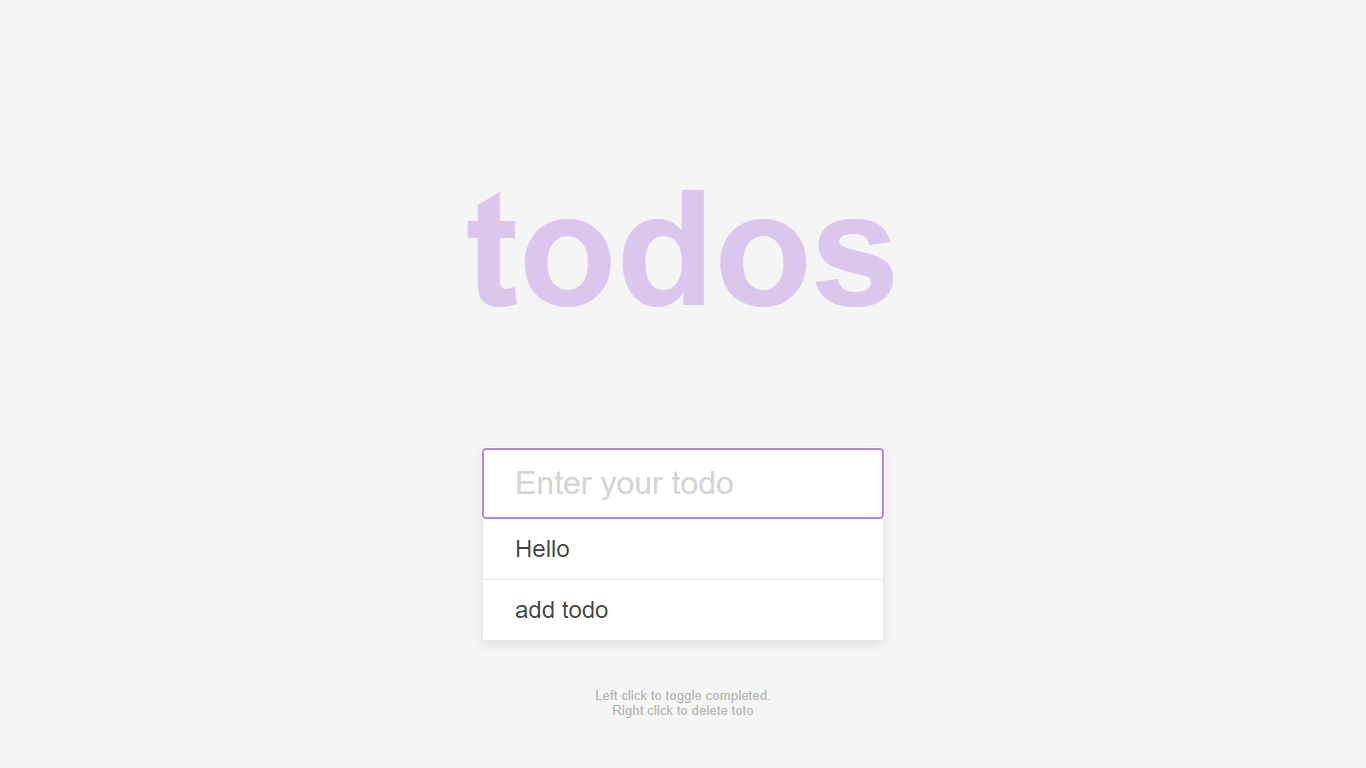 todos
Enter your todo
Hello
add todo
Left click to toggle completed.
Right click to delete toto